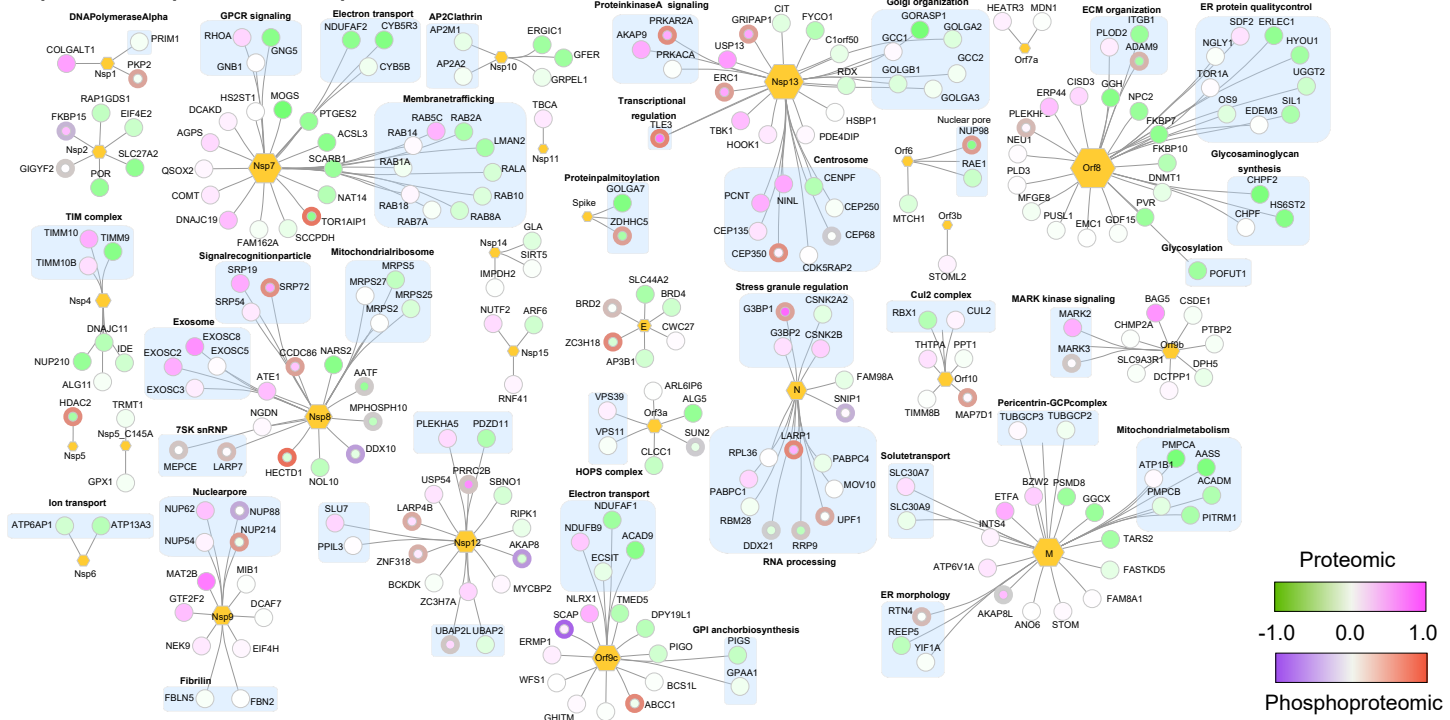 DNAPolymeraseAlpha
COLGALT1
PRIM1
Nsp1
PKP2
RAP1GDS1
FKBP15
EIF4E2
Nsp2
SLC27A2
GIGYF2
POR
TIM complex
TIMM10
TIMM9
TIMM10B
Nsp4
DNAJC11
IDE
NUP210
ALG11
HDAC2
Nsp5
TRMT1
Nsp5_C145A
GPX1
Ion transport
ATP6AP1
ATP13A3
Nsp6
GPCR signaling
RHOA
GNG5
GNB1
Electron transport
NDUFAF2
CYB5R3
CYB5B
HS2ST1
MOGS
DCAKD
PTGES2
AGPS
ACSL3
Nsp7
SCARB1
QSOX2
COMT
NAT14
DNAJC19
TOR1AIP1
FAM162A
SCCPDH
Membranetrafficking
RAB5C
RAB2A
RAB14
LMAN2
RAB1A
RALA
RAB18
RAB10
RAB7A
RAB8A
AP2Clathrin
AP2M1
AP2A2
ERGIC1
GFER
Nsp10
GRPEL1
TBCA
Nsp11
Signalrecognitionparticle
SRP19
SRP72
SRP54
Mitochondrialribosome
MRPS5
MRPS27
MRPS25
MRPS2
Exosome
EXOSC8
EXOSC2
EXOSC5
EXOSC3
CCDC86
NARS2
ATE1
AATF
NGDN
Nsp8
MPHOSPH10
7SK snRNP
MEPCE
LARP7
HECTD1
NOL10
DDX10
Nuclearpore
NUP62
NUP88
NUP54
NUP214
MAT2B
MIB1
GTF2F2
DCAF7
Nsp9
NEK9
EIF4H
Fibrilin
FBLN5
FBN2
GLA
Nsp14
SIRT5
IMPDH2
NUTF2
ARF6
Nsp15
RNF41
PLEKHA5
PDZD11
USP54
PRRC2B
SBNO1
SLU7
LARP4B
RIPK1
PPIL3
Nsp12
AKAP8
ZNF318
BCKDK
MYCBP2
ZC3H7A
UBAP2L
UBAP2
ProteinkinaseA signaling
PRKAR2A
AKAP9
PRKACA
Transcriptional
regulation
TLE3
CIT
GRIPAP1
FYCO1
USP13
C1orf50
Nsp13
RDX
ERC1
HSBP1
TBK1
PDE4DIP
HOOK1
Golgi organization
GORASP1
GOLGA2
GCC1
GCC2
GOLGB1
GOLGA3
Centrosome
CENPF
NINL
PCNT
CEP250
CEP135
CEP68
CEP350
CDK5RAP2
Proteinpalmitoylation
GOLGA7
Spike
ZDHHC5
SLC44A2
BRD2
BRD4
E
CWC27
ZC3H18
AP3B1
ARL6IP6
VPS39
ALG5
Orf3a
VPS11
SUN2
CLCC1
HOPS complex
Electron transport
NDUFAF1
NDUFB9
ACAD9
ECSIT
NLRX1
TMED5
SCAP
DPY19L1
ERMP1
PIGO
Orf9c
WFS1
BCS1L
ABCC1
GHITM
GPI anchorbiosynthesis
PIGS
GPAA1
Stress granule regulation
G3BP1
CSNK2A2
G3BP2
CSNK2B
N
FAM98A
SNIP1
LARP1
RPL36
PABPC4
PABPC1
MOV10
RBM28
UPF1
DDX21
RRP9
RNA processing
HEATR3
MDN1
Orf7a
Nuclear pore
NUP98
Orf6
RAE1
MTCH1
Orf3b
STOML2
Cul2 complex
RBX1
CUL2
THTPA
PPT1
Orf10
TIMM8B
MAP7D1
ECM organization
ITGB1
PLOD2
ADAM9
CISD3
GGH
ERP44
NPC2
FKBP7
NEU1
FKBP10
Orf8
PLD3
DNMT1
MGFE8
PVR
PUSL1
GDF15
EMC1
ER protein qualitycontrol
SDF2
ERLEC1
NGLY1
HYOU1
TOR1A
UGGT2
OS9
SIL1
EDEM3
Glycosaminoglycan
synthesis
CHPF2
HS6ST2
CHPF
Glycosylation
POFUT1
MARK kinase signaling
BAG5
MARK2
CSDE1
CHMP2A
PTBP2
MARK3
Orf9b
SLC9A3R1
DPH5
DCTPP1
Pericentrin-GCPcomplex
TUBGCP3
TUBGCP2
Mitochondrialmetabolism
PMPCA
AASS
ATP1B1
ACADM
PMPCB
PITRM1
Solutetransport
SLC30A7
SLC30A9
BZW2
PSMD8
ETFA
GGCX
INTS4
TARS2
M
ATP6V1A
FASTKD5
AKAP8L
FAM8A1
ANO6
STOM
ER morphology
RTN4
REEP5
YIF1A
Proteomic
-1.0 0.0 1.0
Phosphoproteomic